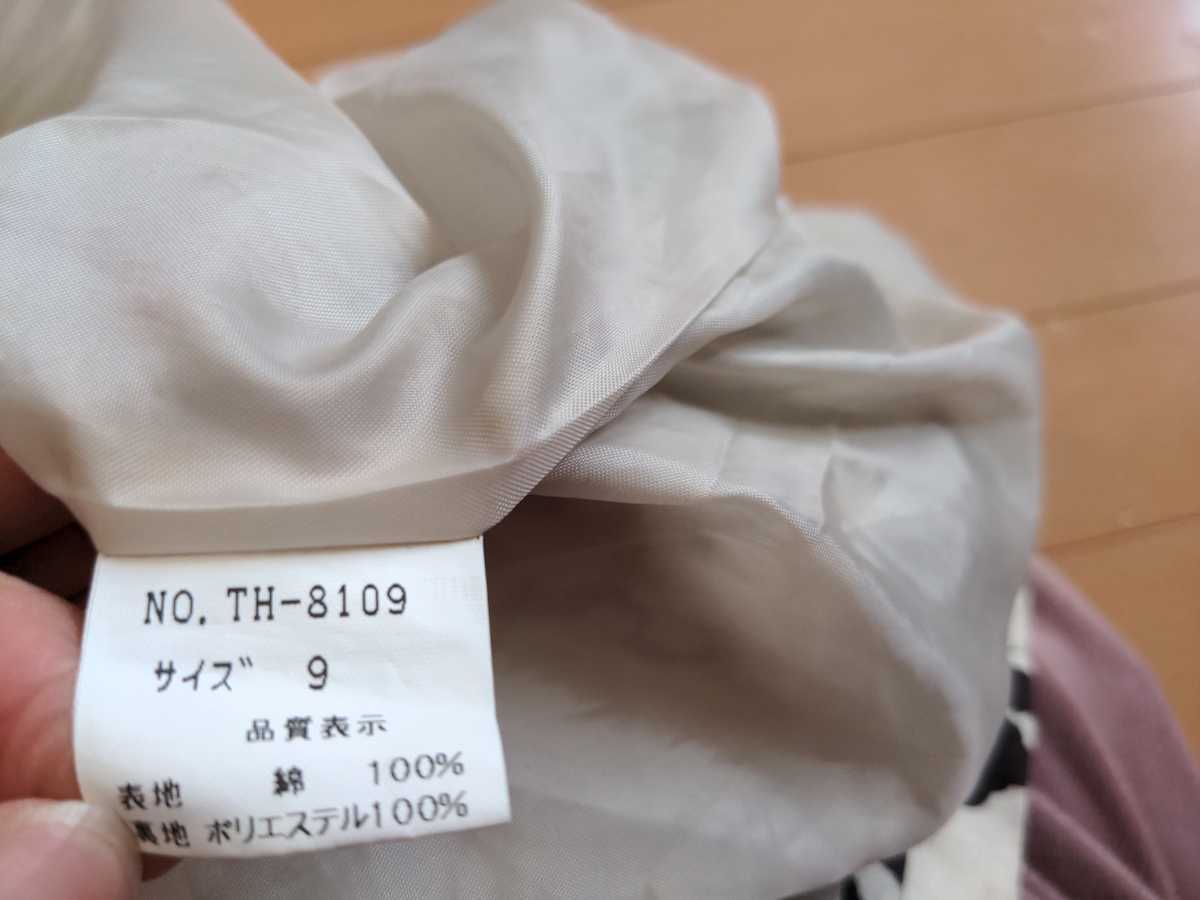 NO. TH-8109
サイズ 9
品質表示
表地 綿 100%
裏地 ポリエステル100%